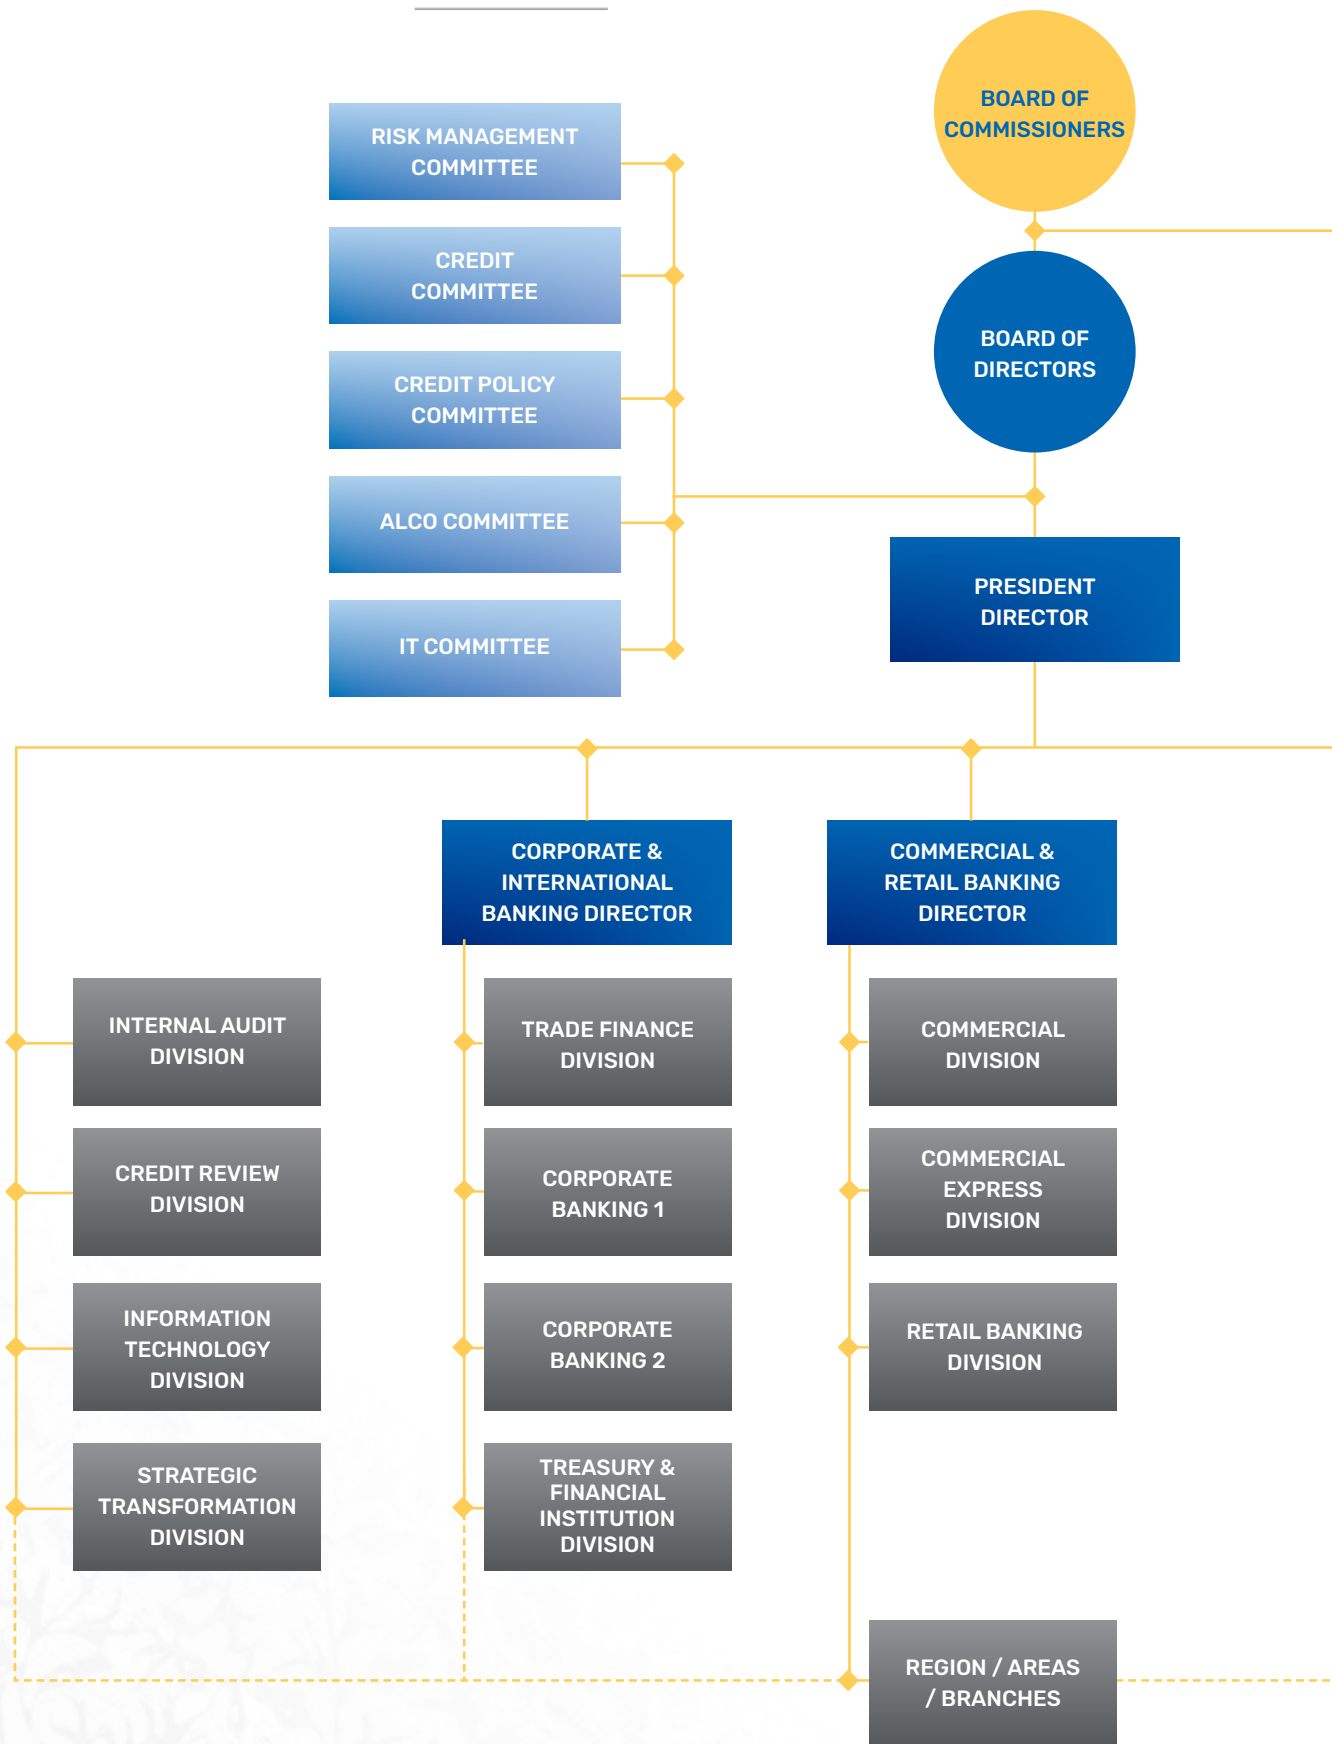 BOARD OF
COMMISSIONERS
RISK MANAGEMENT
COMMITTEE
CREDIT
COMMITTEE
BOARD OF
DIRECTORS
CREDIT POLICY
COMMITTEE
ALCO COMMITTEE
PRESIDENT
DIRECTOR
IT COMMITTEE
CORPORATE &
INTERNATIONAL
BANKING DIRECTOR
COMMERCIAL &
RETAIL BANKING
DIRECTOR
INTERNAL AUDIT
DIVISION
TRADE FINANCE
DIVISION
COMMERCIAL
DIVISION
CREDIT REVIEW
DIVISION
CORPORATE
BANKING 1
COMMERCIAL
EXPRESS
DIVISION
INFORMATION
TECHNOLOGY
DIVISION
CORPORATE
BANKING 2
RETAIL BANKING
DIVISION
STRATEGIC
TRANSFORMATION
DIVISION
TREASURY &
FINANCIAL
INSTITUTION
DIVISION
REGION / AREAS
/ BRANCHES